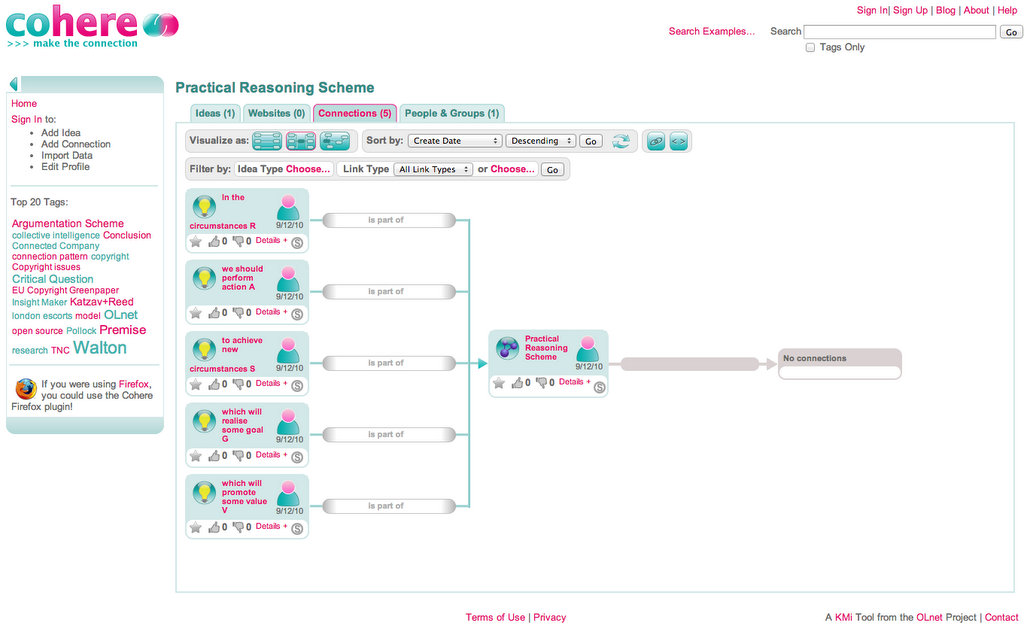 cohere
>>> make the connection
Sign In| Sign Up | Blog | About | Help
Search Examples... Search Go
Tags Only
Home
Sign In to:
Add Idea
Add Connection
Import Data
Edit Profile
Top 20 Tags:
Argumentation Scheme
collective intelligence Conclusion
Connected Company
connection pattern copyright
Copyright issues
Critical Question
EU Copyright Greenpaper
Insight Maker Katzav+Reed
london escorts model OLnet
open source Pollock Premise
research TNC Walton
If you were using Firefox,
you could use the Cohere
Firefox plugin!
Practical Reasoning Scheme
Ideas (1) Websites (0) Connections (5) People & Groups (1)
Visualize as: Sort by: Create Date Descending Go
Filter by: Idea Type Choose... Link Type All Link Types or Choose... Go
In the
circumstances R
9/12/10
0 0 Details + S
is part of
we should
perform
action A
9/12/10
0 0 Details + S
is part of
to achieve
new
circumstances S
9/12/10
0 0 Details + S
is part of
which will
realise
some goal
G
9/12/10
0 0 Details + S
is part of
which will
promote
some value
V
9/12/10
0 0 Details + S
is part of
Practical
Reasoning
Scheme
9/12/10
0 0 Details + S
No connections
Terms of Use | Privacy
A KMi Tool from the OLnet Project | Contact